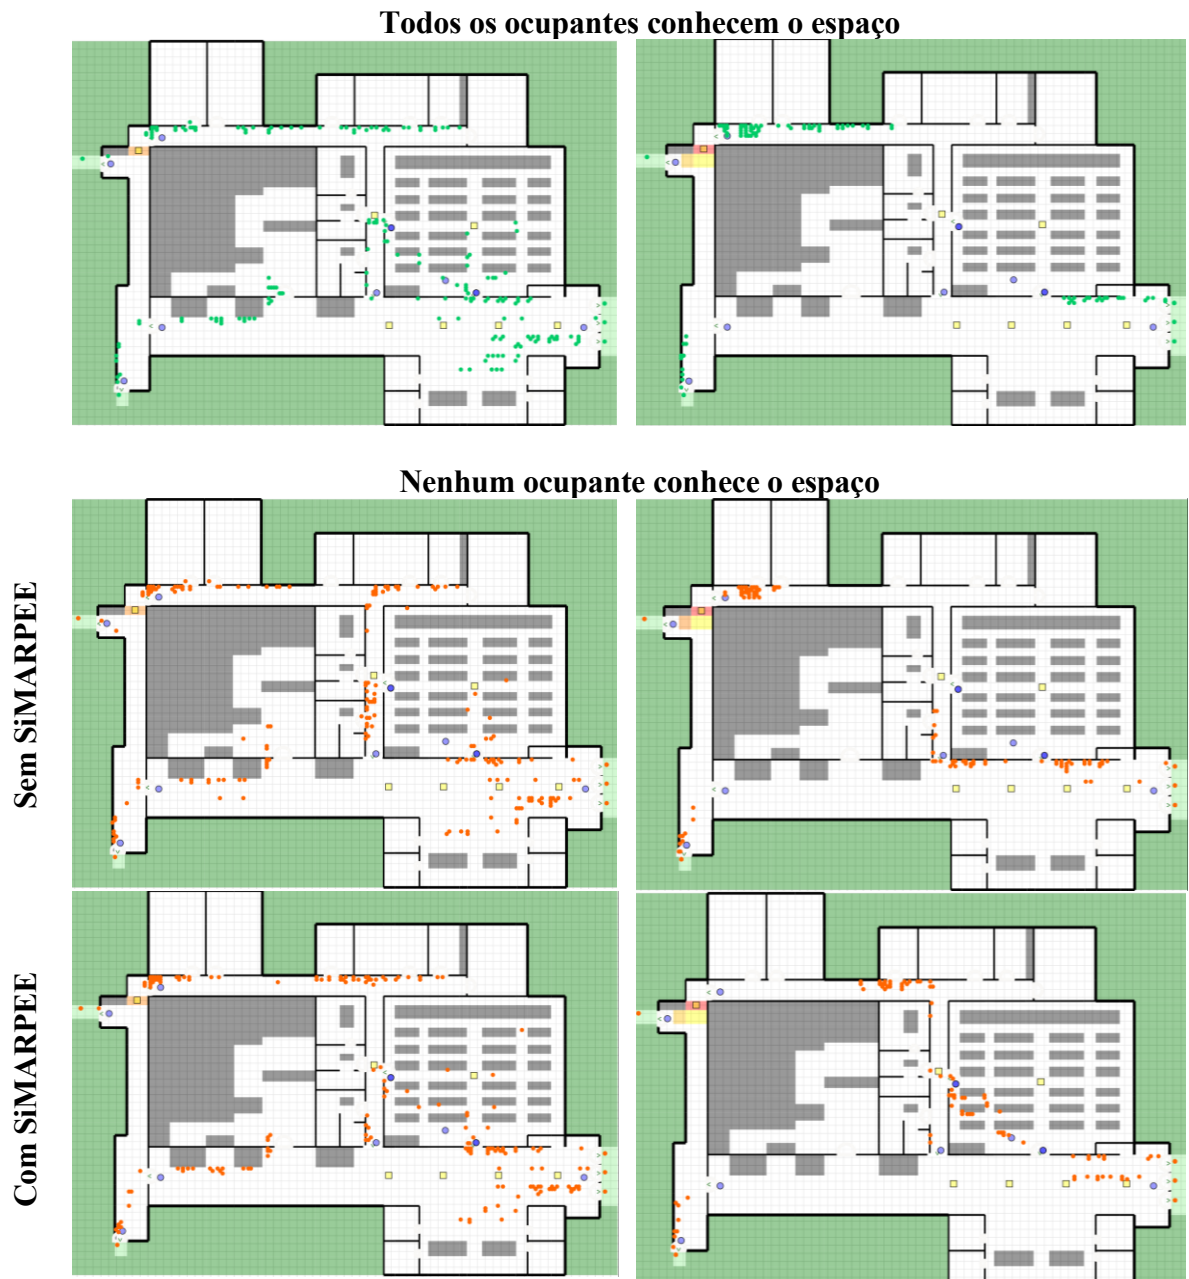 Todos os ocupantes conhecem o espaço
Nenhum ocupante conhece o espaço
Sem SiMARPEE
Com SiMARPEE